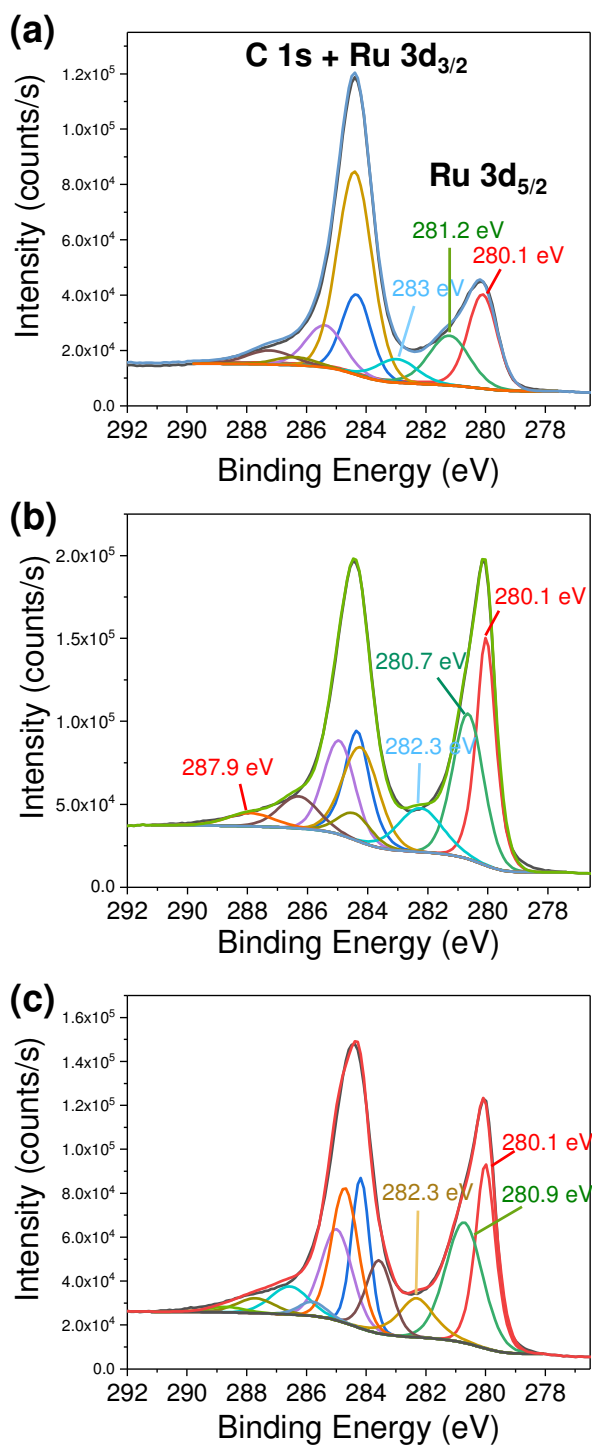 (a)
C 1s + Ru 3d3/2
Ru 3d5/2
1.2x10^5
1.0x10^5
8.0x10^4
6.0x10^4
4.0x10^4
2.0x10^4
0.0
281.2 eV
280.1 eV
283 eV
Intensity (counts/s)
292 290 288 286 284 282 280 278
Binding Energy (eV)
(b)
2.0x10^5
1.5x10^5
1.0x10^5
5.0x10^4
0.0
280.1 eV
280.7 eV
282.3 eV
287.9 eV
Intensity (counts/s)
292 290 288 286 284 282 280 278
Binding Energy (eV)
(c)
1.6x10^5
1.4x10^5
1.2x10^5
1.0x10^5
8.0x10^4
6.0x10^4
4.0x10^4
2.0x10^4
0.0
280.1 eV
282.3 eV
280.9 eV
Intensity (counts/s)
292 290 288 286 284 282 280 278
Binding Energy (eV)